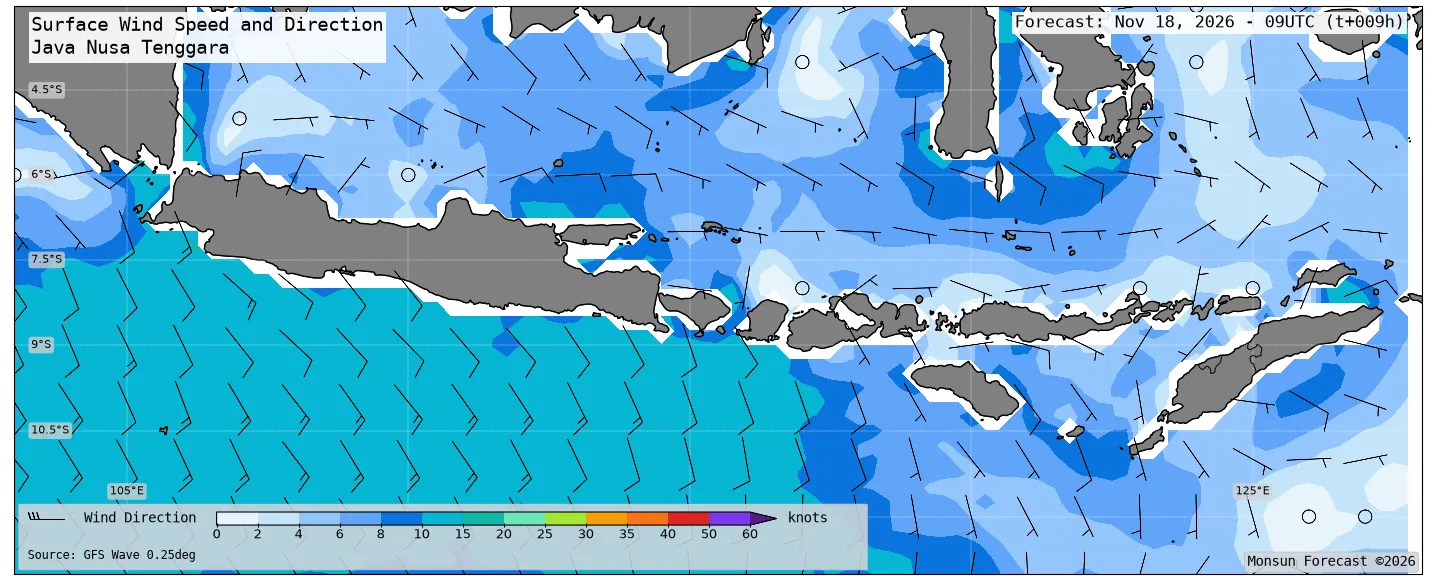 Surface Wind Speed and Direction
Java Nusa Tenggara
Forecast: Nov 18, 2026 - 09UTC (t+009h)
4.5°S
6°S
7.5°S
9°S
10.5°S
105°E
125°E
Wind Direction
0 2 4 6 8 10 15 20 25 30 35 40 50 60
knots
Source: GFS Wave 0.25deg
Monsun Forecast ©2026